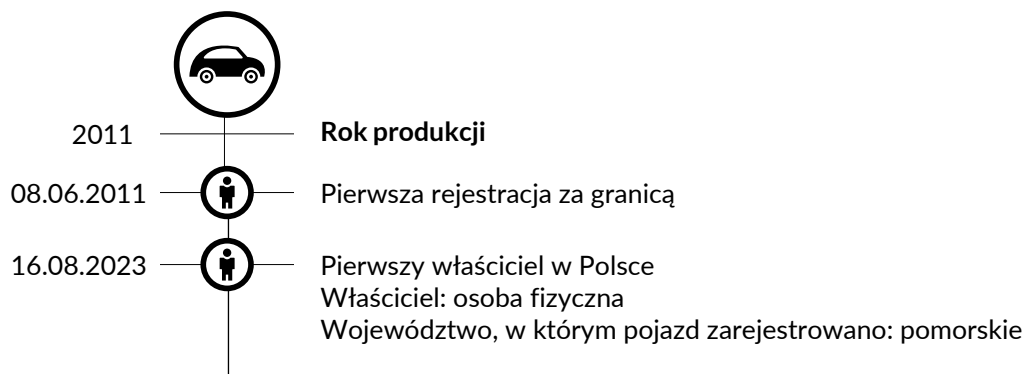 2011 Rok produkcji
08.06.2011 Pierwsza rejestracja za granicą
16.08.2023 Pierwszy właściciel w Polsce
Właściciel: osoba fizyczna
Województwo, w którym pojazd zarejestrowano: pomorskie